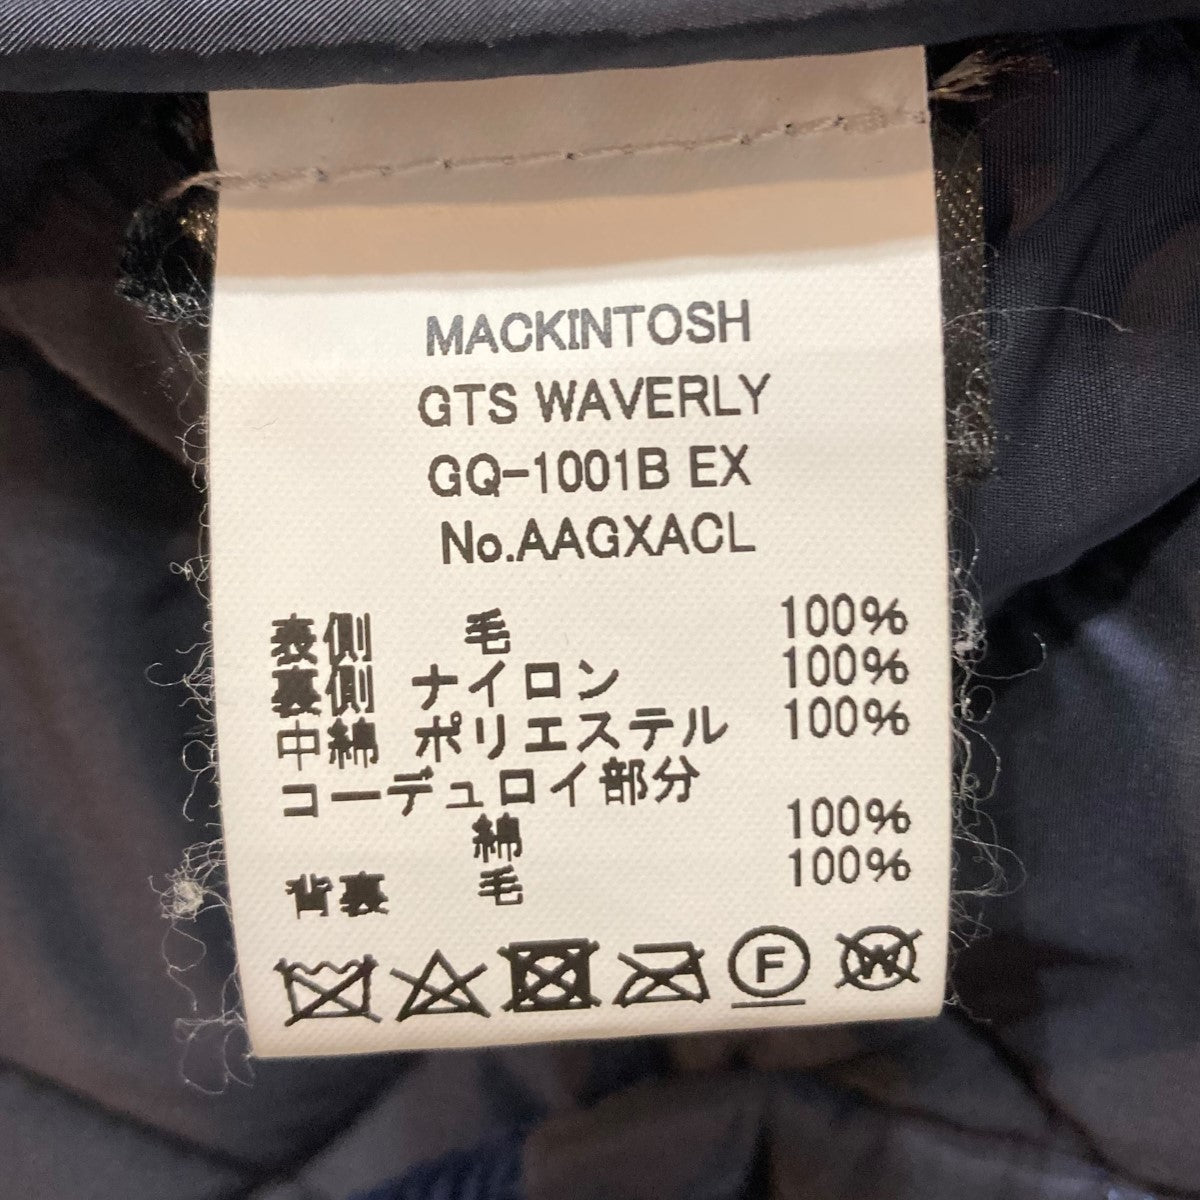 MACKINTOSH
GTS WAVERLY
GQ-1001B EX
No.AAGXACL
表側 毛 100%
裏側 ナイロン 100%
中綿 ポリエステル 100%
コーデュロイ部分
綿 100%
背裏 毛 100%
F W